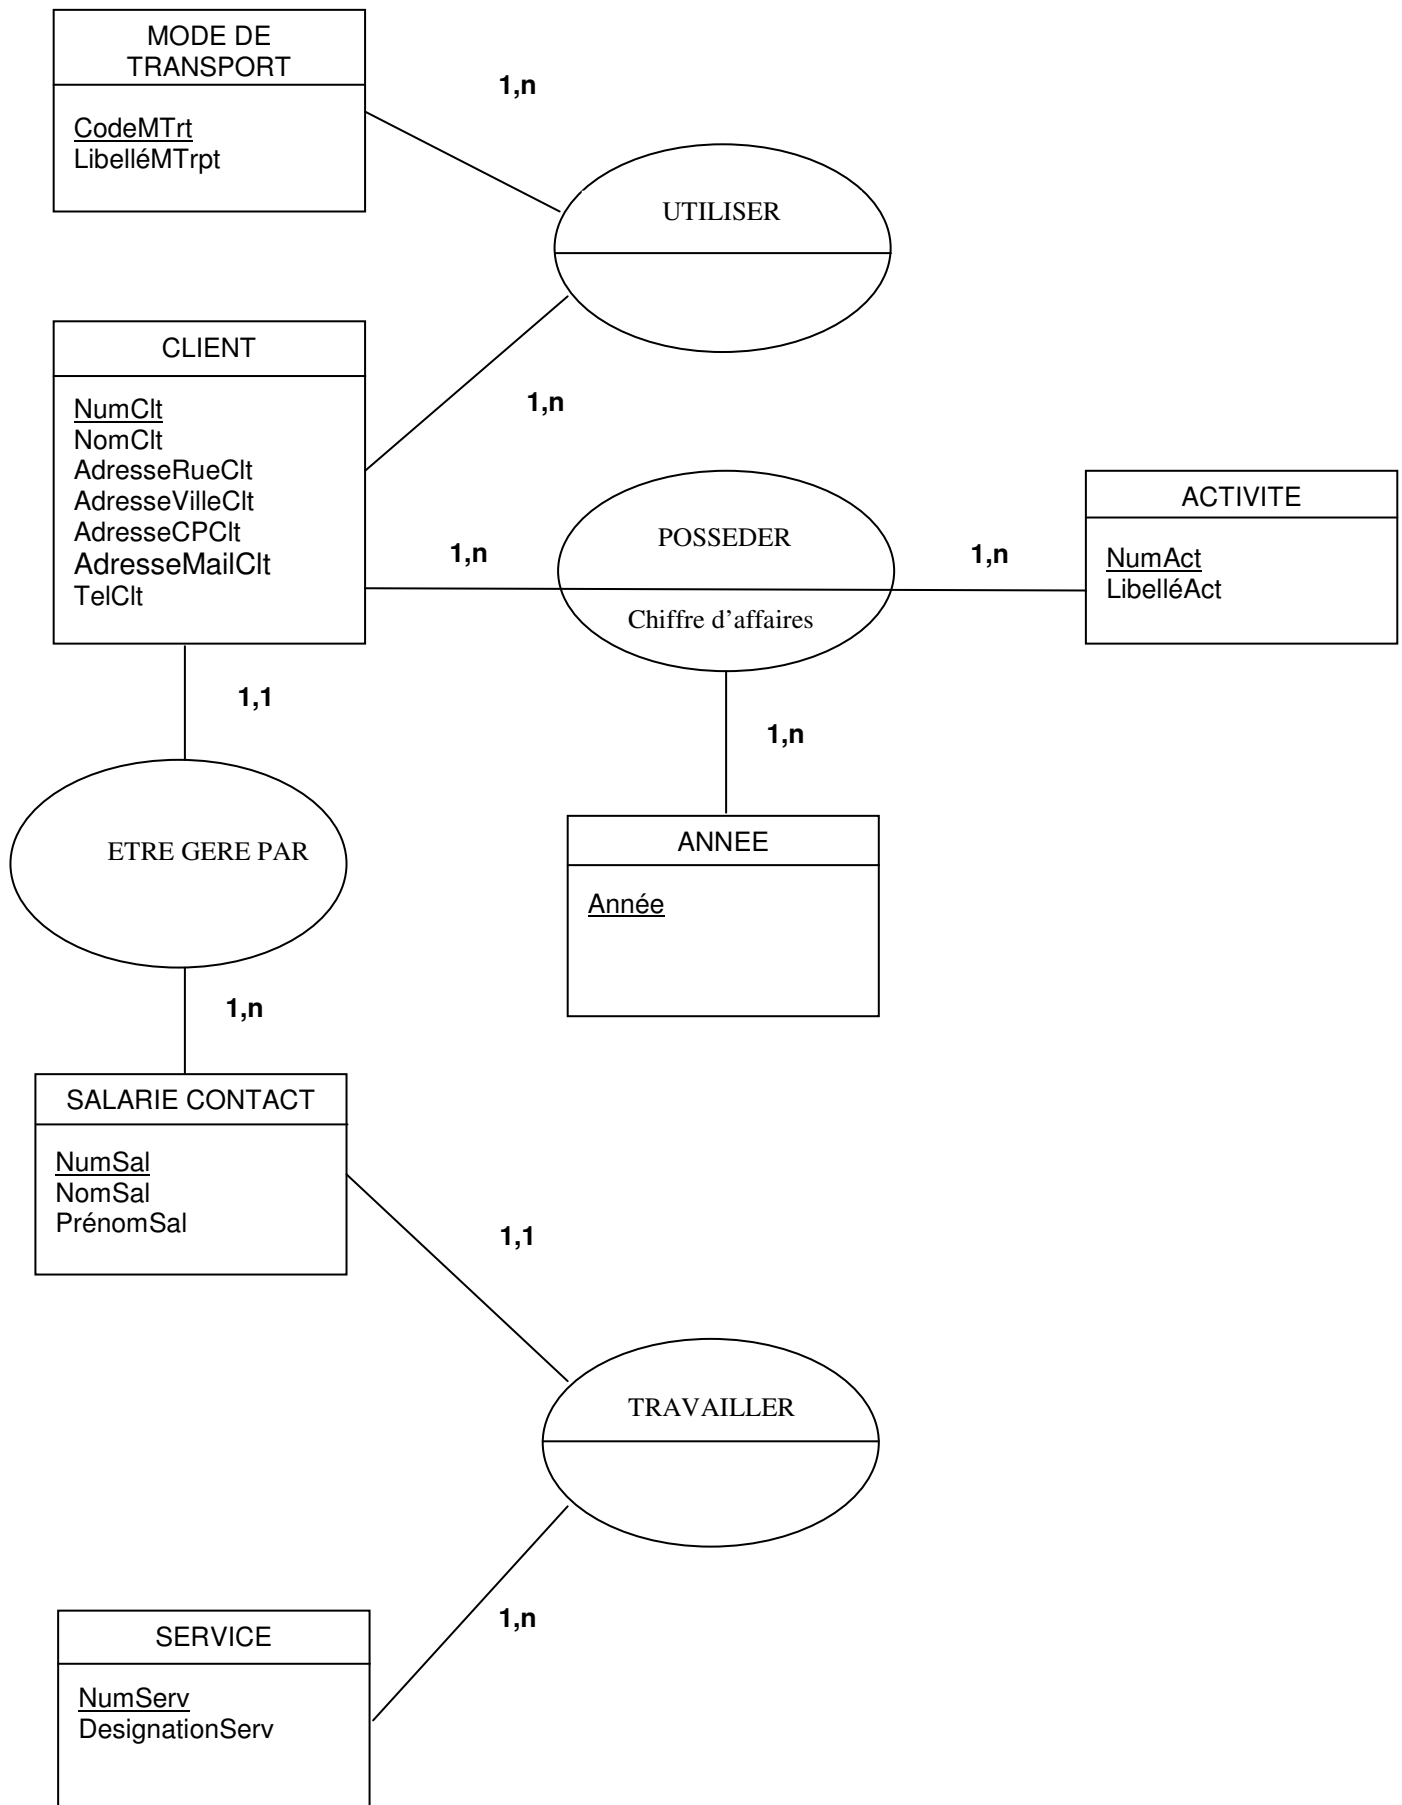 MODE DE
TRANSPORT
CodeMTrt
LibelléMTrpt
1,n
UTILISER
CLIENT
NumClt
NomClt
AdresseRueClt
AdresseVilleClt
AdresseCPClt
AdresseMailClt
TelClt
1,n
1,n
POSSEDER
Chiffre d'affaires
1,n
ACTIVITE
NumAct
LibelléAct
1,1
1,n
ETRE GERE PAR
ANNEE
Année
1,n
SALARIE CONTACT
NumSal
NomSal
PrénomSal
1,1
TRAVAILLER
1,n
SERVICE
NumServ
DesignationServ